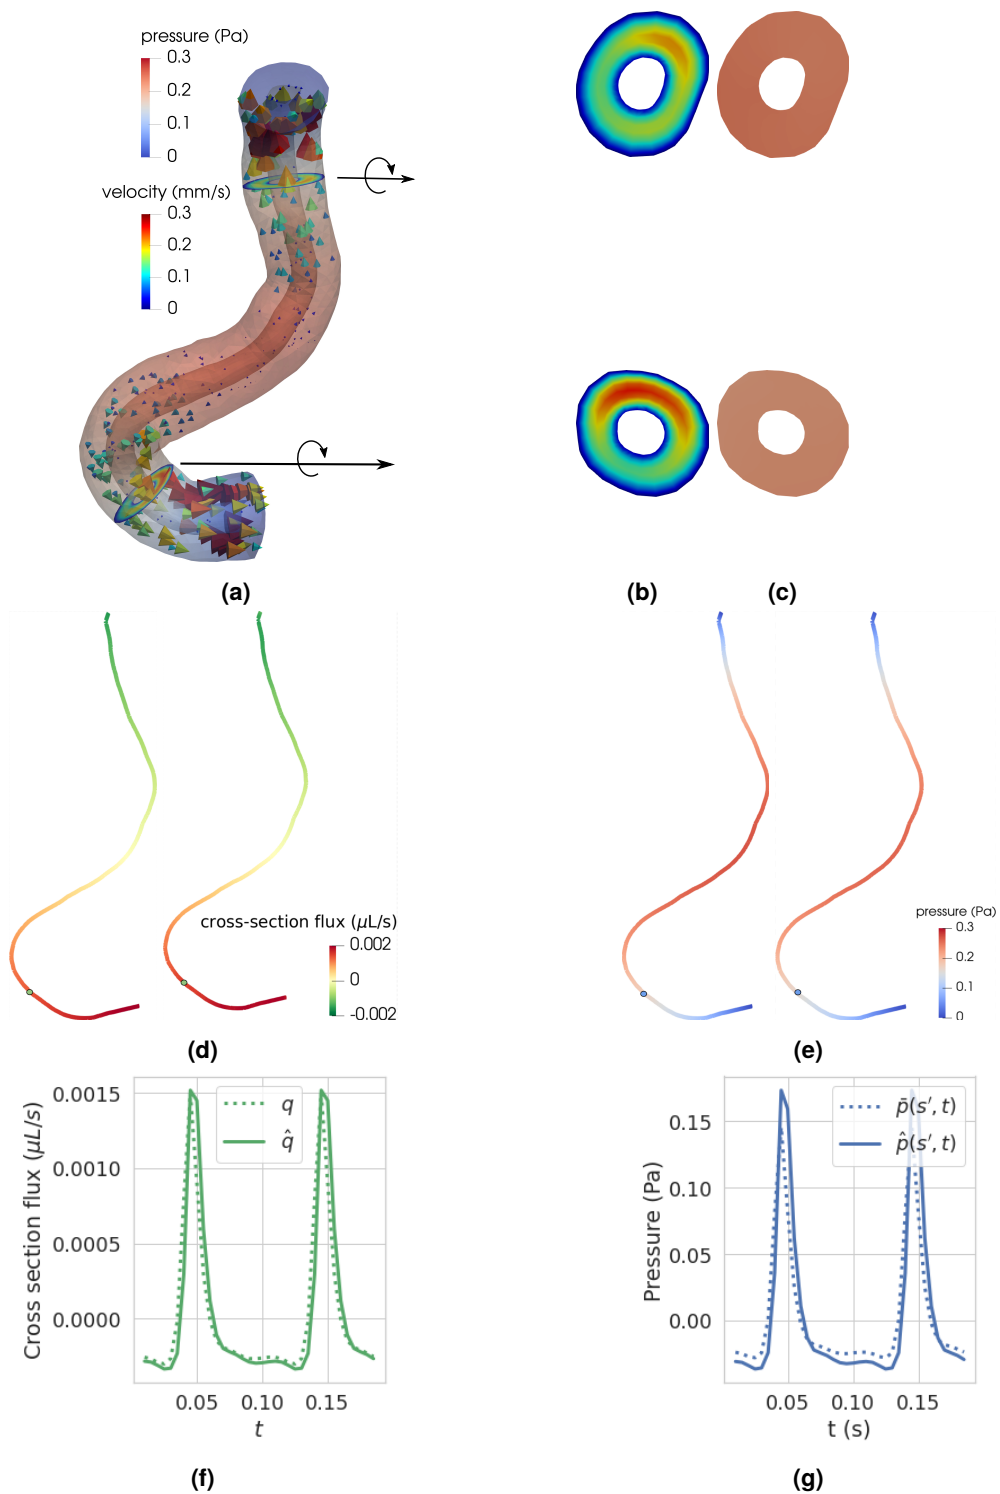 pressure (Pa)
0.3
0.2
0.1
0
velocity (mm/s)
0.3
0.2
0.1
0
(a)
(b)
(c)
cross-section flux (μL/s)
0.002
0
-0.002
(d)
pressure (Pa)
0.3
0.2
0.1
0
(e)
Cross section flux (μL/s)
0.0015
0.0010
0.0005
0.0000
q
q̂
0.05 0.10 0.15
t
(f)
Pressure (Pa)
0.15
0.10
0.05
0.00
p̄(s′, t)
p̂(s′, t)
0.05 0.10 0.15
t (s)
(g)